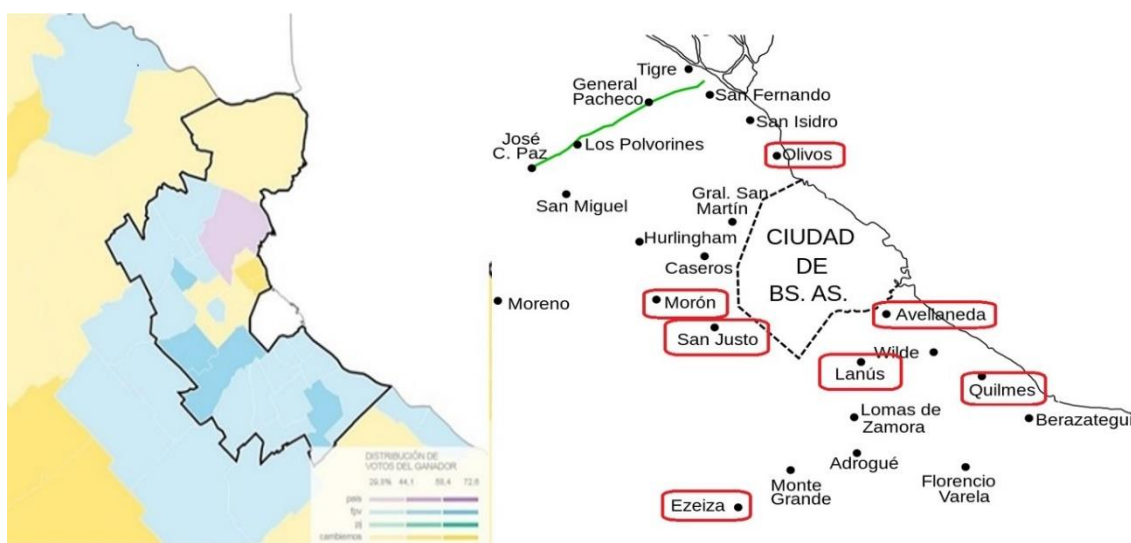 DISTRIBUCIÓN DE
VOTOS DEL GANADOR
29,8% 44,1 58,4 72,8
país
fpv
pj
cambiemos
Tigre
General
Pacheco
San Fernando
San Isidro
José
C. Paz
Los Polvorines
Olivos
San Miguel
Gral. San
Martín
Hurlingham
Caseros
CIUDAD
DE
BS. AS.
Moreno
Morón
San Justo
Avellaneda
Wilde
Lanús
Quilmes
Lomas de
Zamora
Berazategui
Adrogué
Monte
Grande
Florencio
Varela
Ezeiza